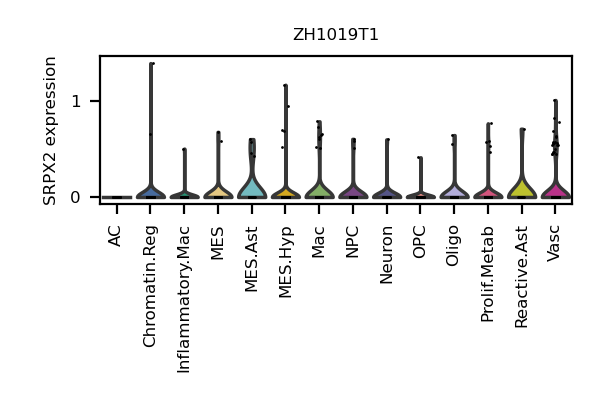 ZH1019T1
SRPX2 expression
1
0
AC
Chromatin.Reg
Inflammatory.Mac
MES
MES.Ast
MES.Hyp
Mac
NPC
Neuron
OPC
Oligo
Prolif.Metab
Reactive.Ast
Vasc